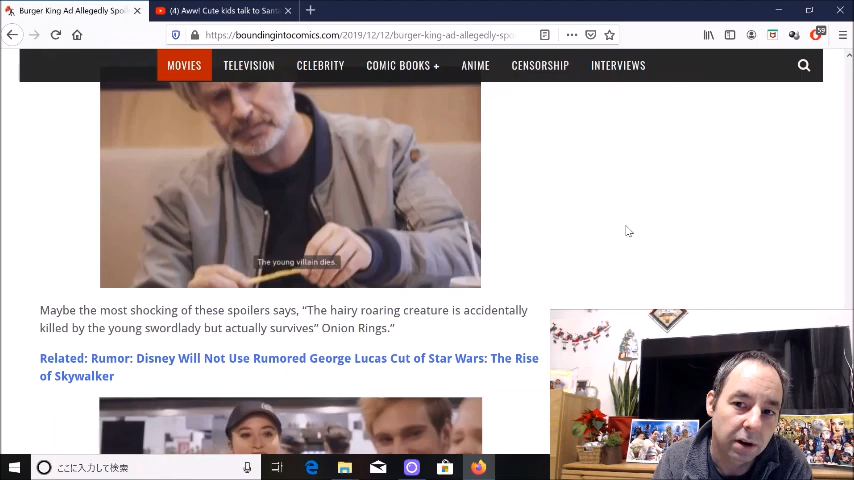 Burger King Ad Allegedly Spoil
(4) Aww! Cute kids talk to Santa
https://boundingintocomics.com/2019/12/12/burger-king-ad-allegedly-spo
59
MOVIES
TELEVISION
CELEBRITY
COMIC BOOKS +
ANIME
CENSORSHIP
INTERVIEWS
The young villain dies.
Maybe the most shocking of these spoilers says, “The hairy roaring creature is accidentally
killed by the young swordlady but actually survives” Onion Rings.”
Related: Rumor: Disney Will Not Use Rumored George Lucas Cut of Star Wars: The Rise
of Skywalker
ここに入力して検索